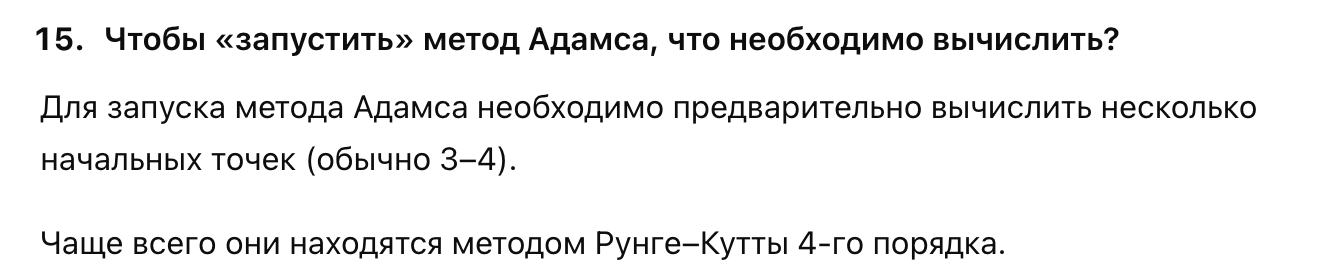 15. Чтобы «запустить» метод Адамса, что необходимо вычислить?
Для запуска метода Адамса необходимо предварительно вычислить несколько
начальных точек (обычно 3–4).
Чаще всего они находятся методом Рунге–Кутты 4-го порядка.